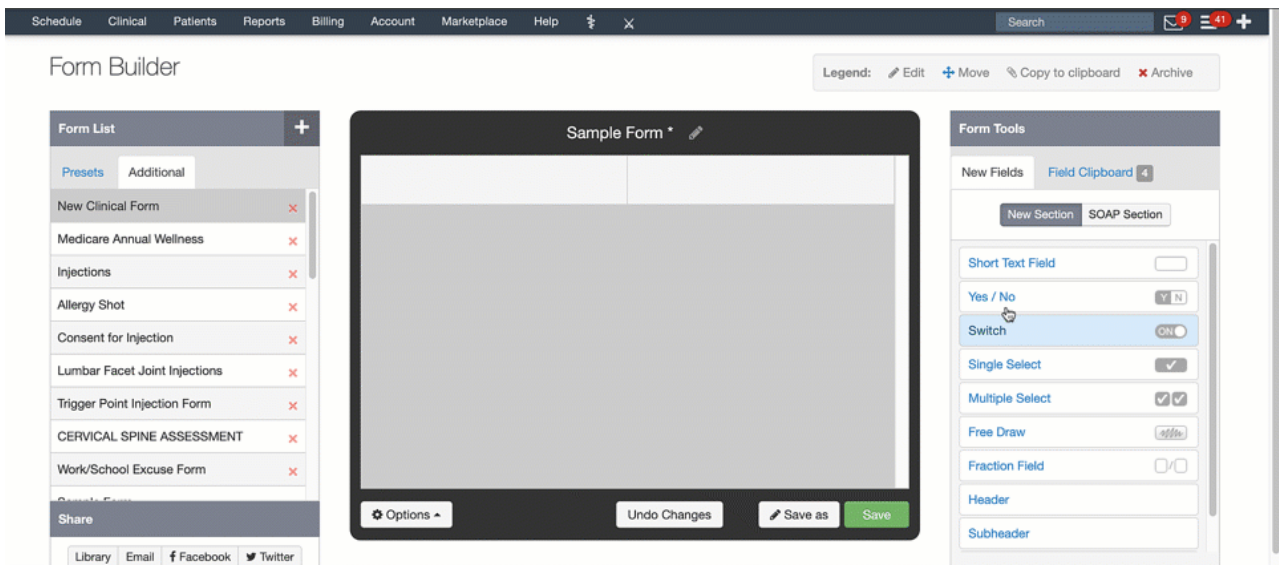 Schedule Clinical Patients Reports Billing Account Marketplace Help Search 9 41
Form Builder
Legend: Edit Move Copy to clipboard Archive
Form List
Presets Additional
New Clinical Form
Medicare Annual Wellness
Injections
Allergy Shot
Consent for Injection
Lumbar Facet Joint Injections
Trigger Point Injection Form
CERVICAL SPINE ASSESSMENT
Work/School Excuse Form
Sample Form
Share
Library Email Facebook Twitter
Sample Form *
Options Undo Changes Save as Save
Form Tools
New Fields Field Clipboard 4
New Section SOAP Section
Short Text Field
Yes / No Y N
Switch ON
Single Select
Multiple Select
Free Draw
Fraction Field
Header
Subheader